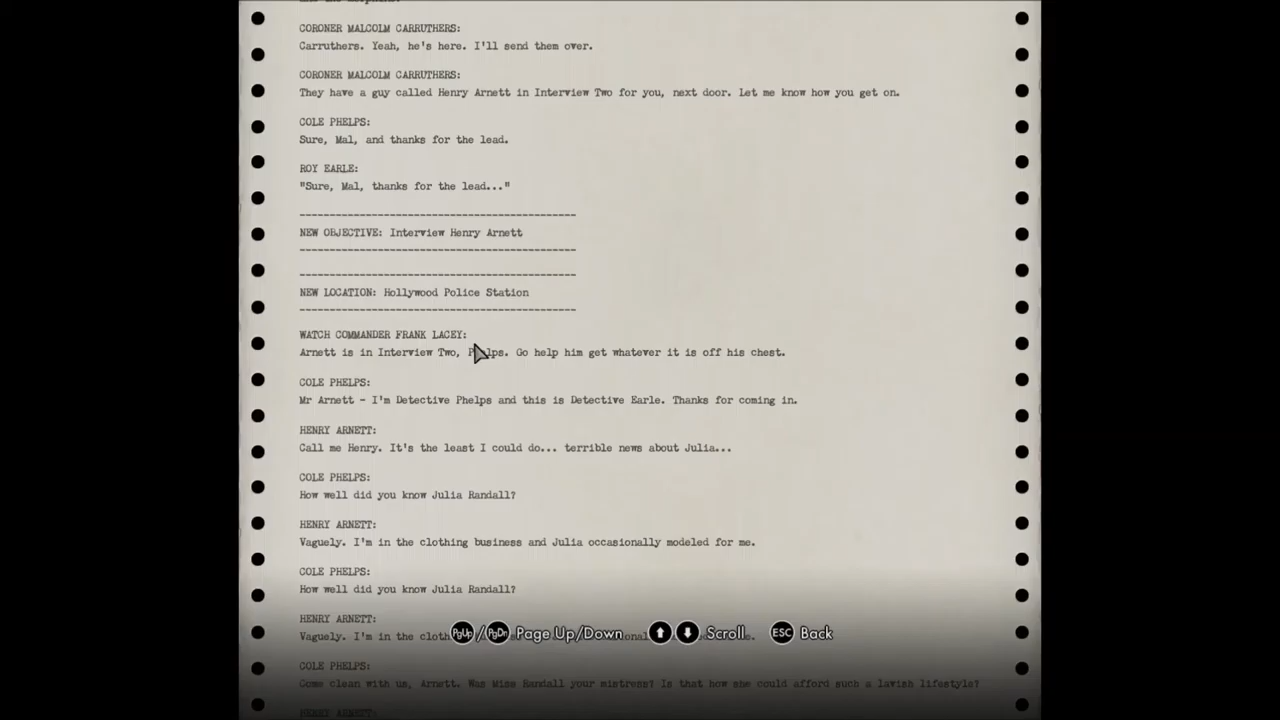 CORONER MALCOLM CARRUTHERS:
Carruthers. Yeah, he's here. I'll send them over.
CORONER MALCOLM CARRUTHERS:
They have a guy called Henry Arnett in Interview Two for you, next door. Let me know how you get on.
COLE PHELPS:
Sure, Mal, and thanks for the lead.
ROY EARLE:
"Sure, Mal, thanks for the lead..."
----------------------------------------------
NEW OBJECTIVE: Interview Henry Arnett
----------------------------------------------
----------------------------------------------
NEW LOCATION: Hollywood Police Station
----------------------------------------------
WATCH COMMANDER FRANK LACEY:
Arnett is in Interview Two, Phelps. Go help him get whatever it is off his chest.
COLE PHELPS:
Mr Arnett - I'm Detective Phelps and this is Detective Earle. Thanks for coming in.
HENRY ARNETT:
Call me Henry. It's the least I could do... terrible news about Julia...
COLE PHELPS:
How well did you know Julia Randall?
HENRY ARNETT:
Vaguely. I'm in the clothing business and Julia occasionally modeled for me.
COLE PHELPS:
How well did you know Julia Randall?
HENRY ARNETT:
Vaguely. I'm in the
PgUp/PgDn Page Up/Down Scroll ESC Back
COLE PHELPS:
Come clean with us, Arnett. Was Miss Randall your mistress? Is that how she could afford such a lavish lifestyle?
HENRY ARNETT: